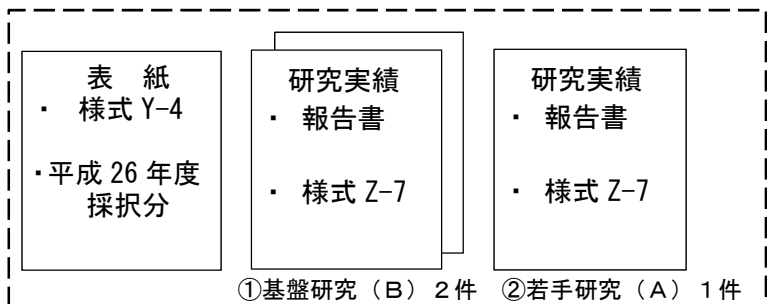 表　紙
・ 様式 Y-4
・平成 26 年度
採択分
研究実績
・ 報告書
・ 様式 Z-7
研究実績
・ 報告書
・ 様式 Z-7
①基盤研究（Ｂ）２件
②若手研究（Ａ）１件